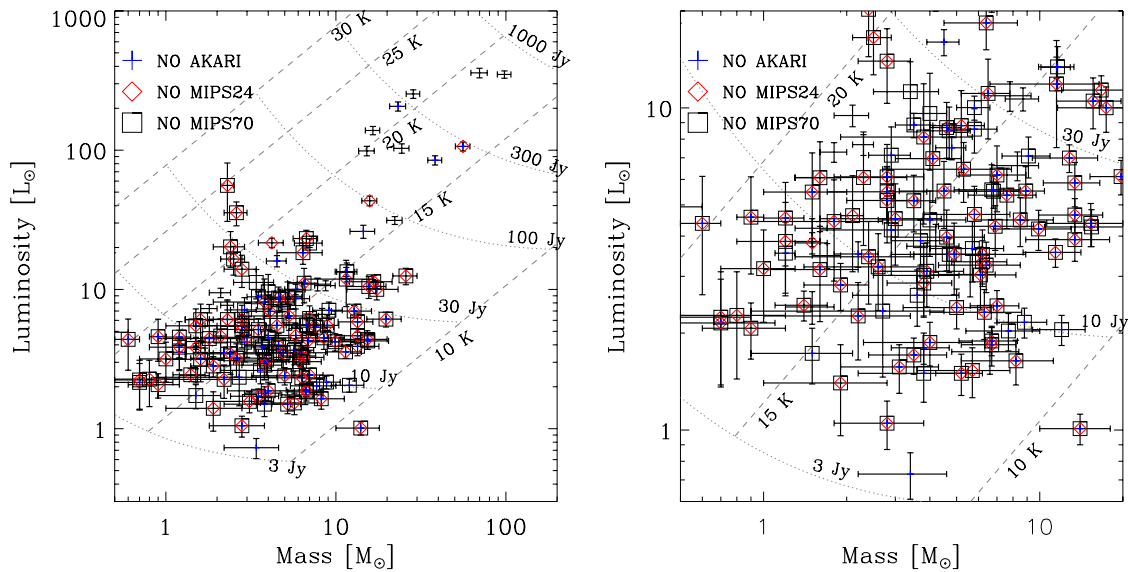 1000
100
10
1
Luminosity [L⊙]
1
10
100
Mass [M⊙]
NO AKARI
NO MIPS24
NO MIPS70
30 K
25 K
20 K
15 K
10 K
1000 Jy
300 Jy
100 Jy
30 Jy
10 Jy
3 Jy
10
1
Luminosity [L⊙]
1
10
Mass [M⊙]
NO AKARI
NO MIPS24
NO MIPS70
20 K
15 K
10 K
30 Jy
10 Jy
3 Jy